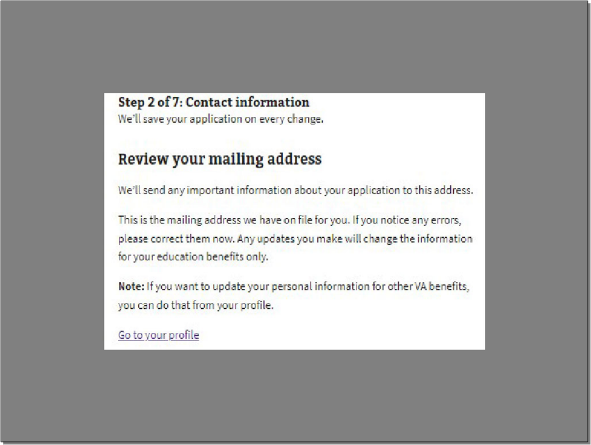 Step 2 of 7: Contact information
We'll save your application on every change.
Review your mailing address
We'll send any important information about your application to this address.
This is the mailing address we have on file for you. If you notice any errors,
please correct them now. Any updates you make will change the information
for your education benefits only.
Note: If you want to update your personal information for other VA benefits,
you can do that from your profile.
Go to your profile